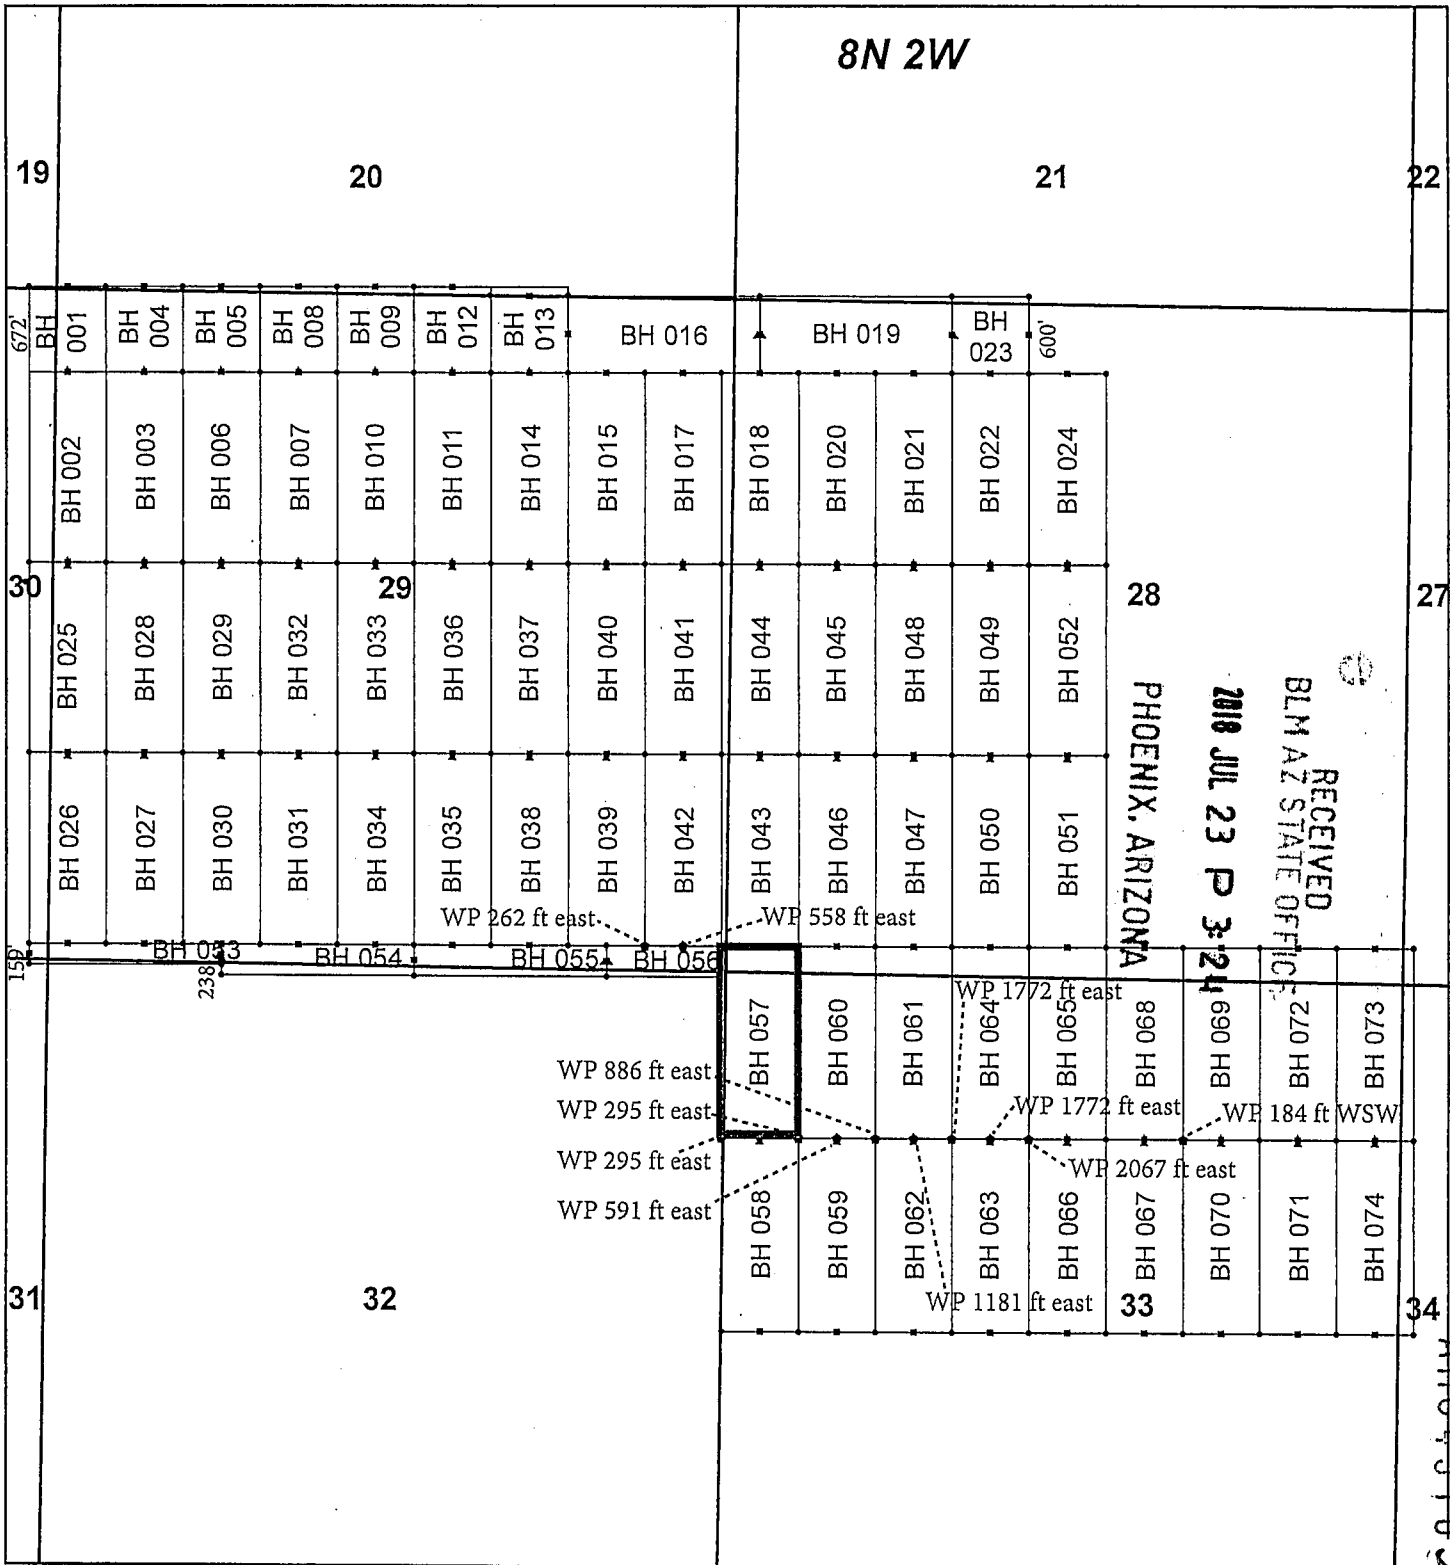 8N 2W
19
20
21
22
672'
BH 001
BH 004
BH 005
BH 008
BH 009
BH 012
BH 013
BH 016
BH 019
BH 023
600'
BH 002
BH 003
BH 006
BH 007
BH 010
BH 011
BH 014
BH 015
BH 017
BH 018
BH 020
BH 021
BH 022
BH 024
30
29
28
27
BH 025
BH 028
BH 029
BH 032
BH 033
BH 036
BH 037
BH 040
BH 041
BH 044
BH 045
BH 048
BH 049
BH 052
RECEIVED
BLM AZ STATE OFFICE
2018 JUL 23 P 3:24
PHOENIX, ARIZONA
BH 026
BH 027
BH 030
BH 031
BH 034
BH 035
BH 038
BH 039
BH 042
BH 043
BH 046
BH 047
BH 050
BH 051
WP 262 ft east
WP 558 ft east
159'
BH 053
238'
BH 054
BH 055
BH 056
BH 057
BH 060
BH 061
BH 064
BH 065
BH 068
BH 069
BH 072
BH 073
WP 1772 ft east
WP 886 ft east
WP 295 ft east
WP 1772 ft east
WP 184 ft WSW
WP 295 ft east
WP 2067 ft east
WP 591 ft east
BH 058
BH 059
BH 062
BH 063
BH 066
BH 067
BH 070
BH 071
BH 074
WP 1181 ft east
31
32
33
34